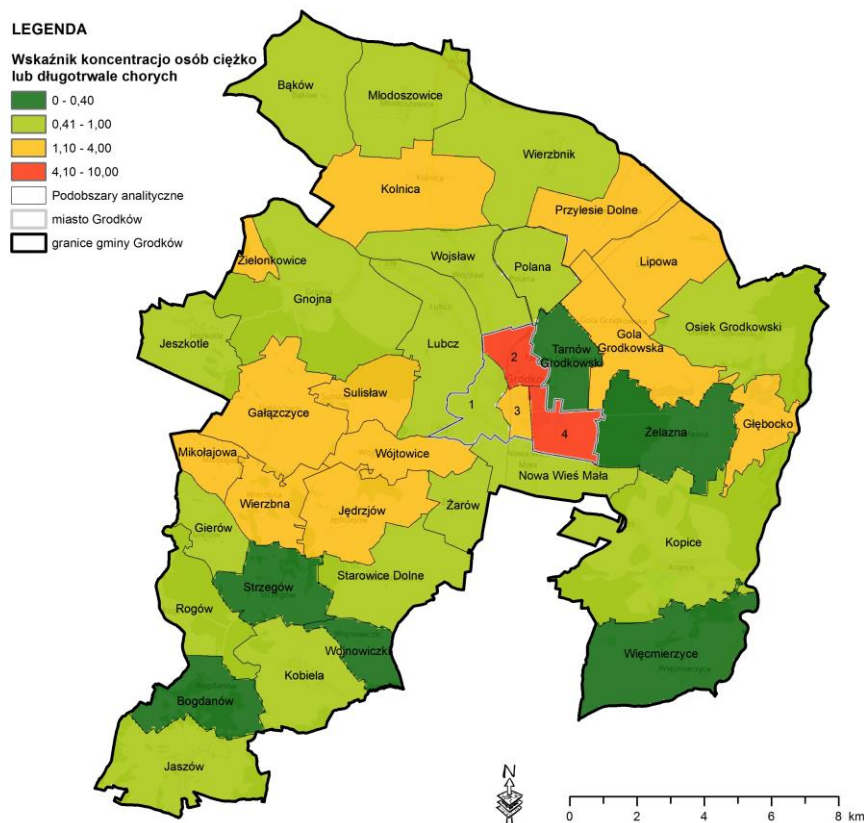 LEGENDA
Wskaźnik koncentracjo osób ciężko
lub długotrwale chorych
0 - 0,40
0,41 - 1,00
1,10 - 4,00
4,10 - 10,00
Podobszary analityczne
miasto Grodków
granice gminy Grodków
Bąków
Młodoszowice
Wierzbnik
Kolnica
Przylesie Dolne
Zielonkowice
Wojsław
Polana
Lipowa
Gnojna
Osiek Grodkowski
Jeszkotle
Lubcz
Tarnów
Grodkowski
Gola
Grodkowska
2
Sulisław
Gałązczyce
1
3
4
Żelazna
Głębocko
Mikołajowa
Wójtowice
Nowa Wieś Mała
Wierzbna
Jędrzjów
Żarów
Gierów
Kopice
Strzegów
Starowice Dolne
Rogów
Wojnowiczki
Więcmierzyce
Kobiela
Bogdanów
Jaszów
N
0 2 4 6 8 km